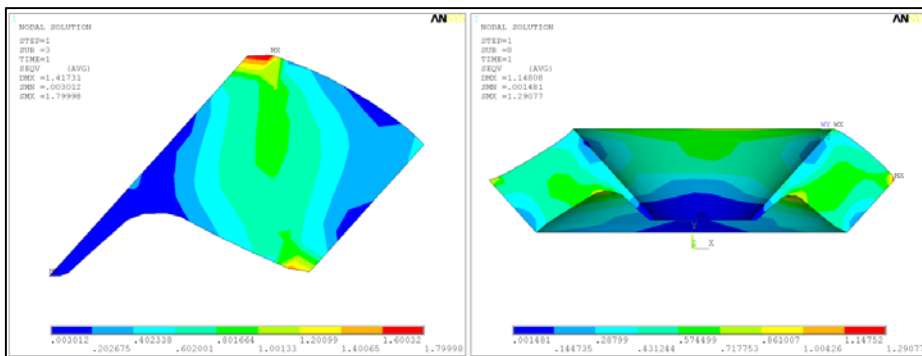 1
ANSYS
NODAL SOLUTION
STEP=1
SUB =3
TIME=1
SEQV (AVG)
DMX =1.41731
SMN =.003012
SMX =1.79998
MX
.003012 .402338 .801664 1.20099 1.60032
.202675 .602001 1.00133 1.40065 1.79998
1
ANSYS
NODAL SOLUTION
STEP=1
SUB =8
TIME=1
SEQV (AVG)
DMX =1.14808
SMN =.001481
SMX =1.29077
MX
Y
Z X
.001481 .28799 .574499 .861007 1.14752
.144735 .431244 .717753 1.00426 1.29077